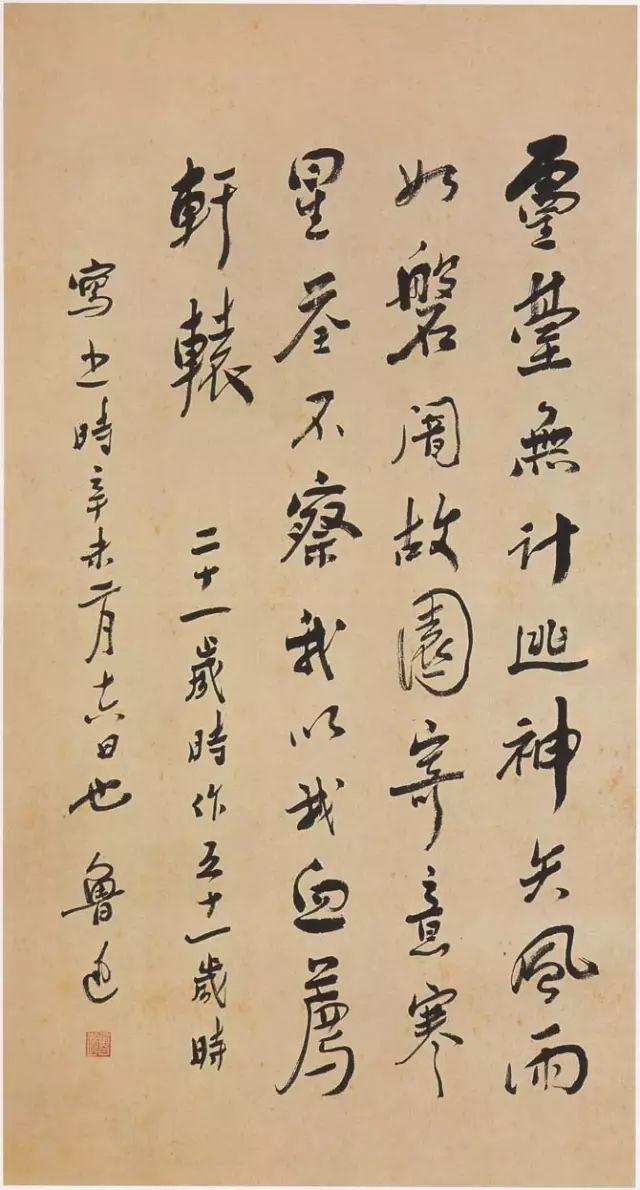 靈臺無計逃神矢風雨
如磐闇故園寄意寒
星荃不察我以我血薦
軒轅 二十一歲時作五十一歲時
寫之時辛未二月十六日也 魯迅